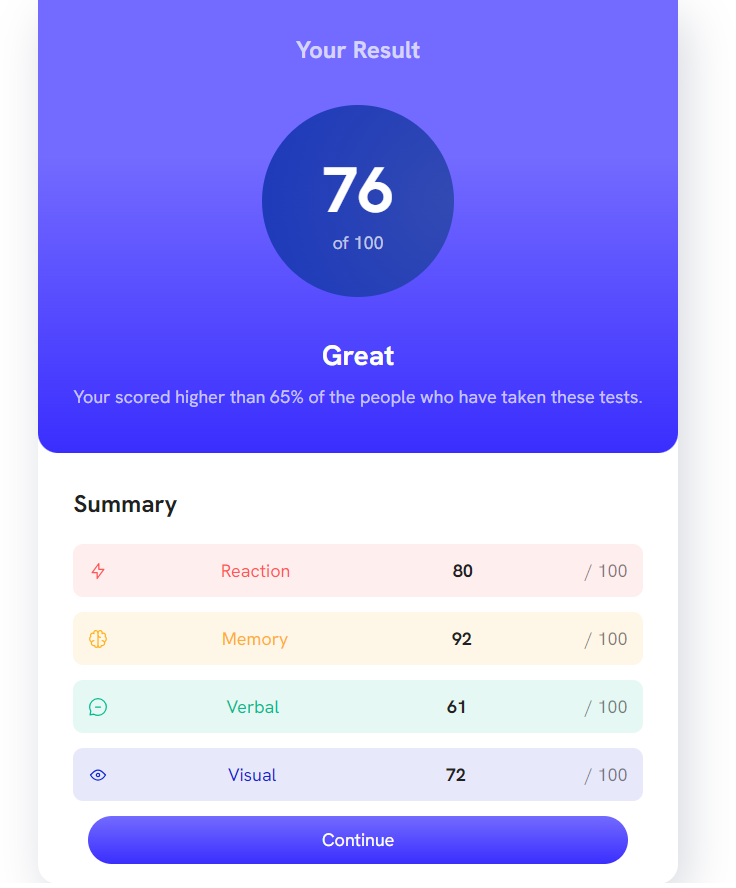 Your Result
76
of 100
Great
Your scored higher than 65% of the people who have taken these tests.
Summary
Reaction 80 / 100
Memory 92 / 100
Verbal 61 / 100
Visual 72 / 100
Continue